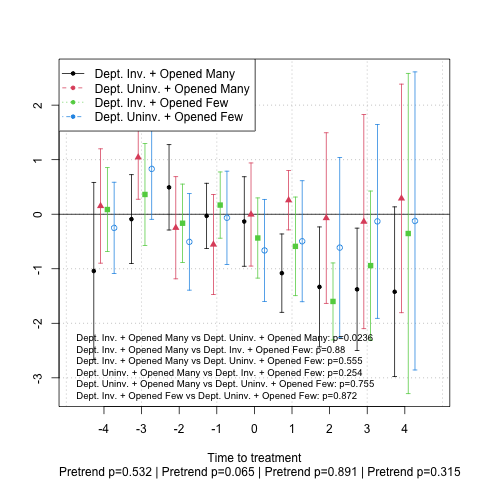 Dept. Inv. + Opened Many
Dept. Uninv. + Opened Many
Dept. Inv. + Opened Few
Dept. Uninv. + Opened Few
2
1
0
-1
-2
-3
Dept. Inv. + Opened Many vs Dept. Uninv. + Opened Many: p=0.0236
Dept. Inv. + Opened Many vs Dept. Inv. + Opened Few: p=0.88
Dept. Inv. + Opened Many vs Dept. Uninv. + Opened Few: p=0.555
Dept. Uninv. + Opened Many vs Dept. Inv. + Opened Few: p=0.254
Dept. Uninv. + Opened Many vs Dept. Uninv. + Opened Few: p=0.755
Dept. Inv. + Opened Few vs Dept. Uninv. + Opened Few: p=0.872
-4 -3 -2 -1 0 1 2 3 4
Time to treatment
Pretrend p=0.532 | Pretrend p=0.065 | Pretrend p=0.891 | Pretrend p=0.315